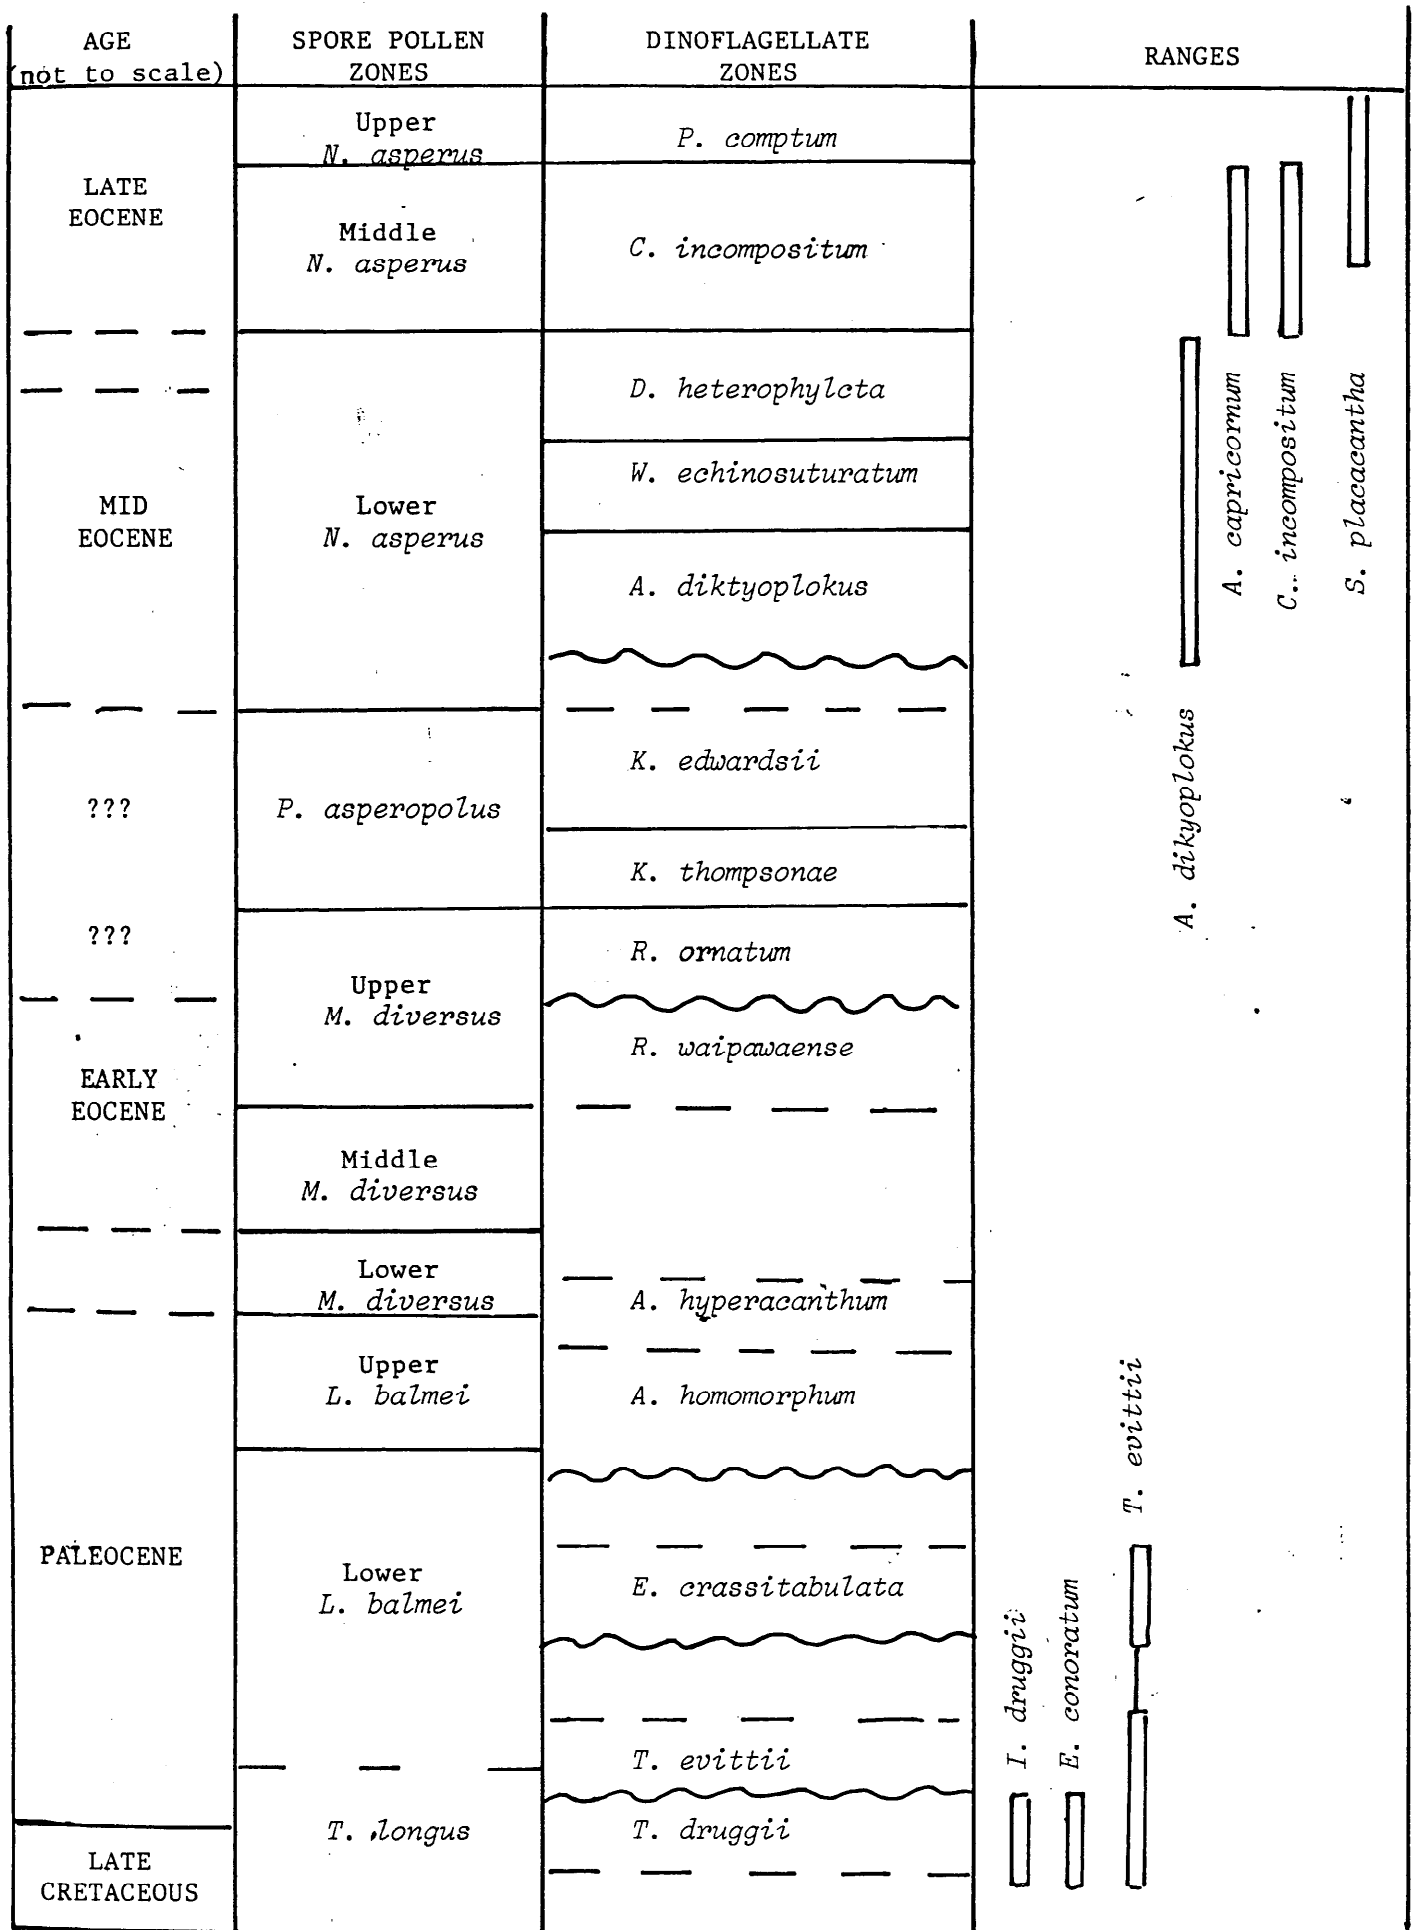 AGE
(not to scale)
SPORE POLLEN
ZONES
DINOFLAGELLATE
ZONES
RANGES
LATE
EOCENE
MID
EOCENE
???
???
EARLY
EOCENE
PALEOCENE
LATE
CRETACEOUS
Upper
N. asperus
Middle
N. asperus
Lower
N. asperus
P. asperopolus
Upper
M. diversus
Middle
M. diversus
Lower
M. diversus
Upper
L. balmei
Lower
L. balmei
T. longus
P. comptum
C. incompositum
D. heterophylcta
W. echinosuturatum
A. diktyoplokus
K. edwardsii
K. thompsonae
R. ornatum
R. waipawaense
A. hyperacanthum
A. homomorphum
E. crassitabulata
T. evittii
T. druggii
I. druggii
E. conoratum
T. evittii
A. dikyoplokus
A. capricornum
C. incompositum
S. placacantha